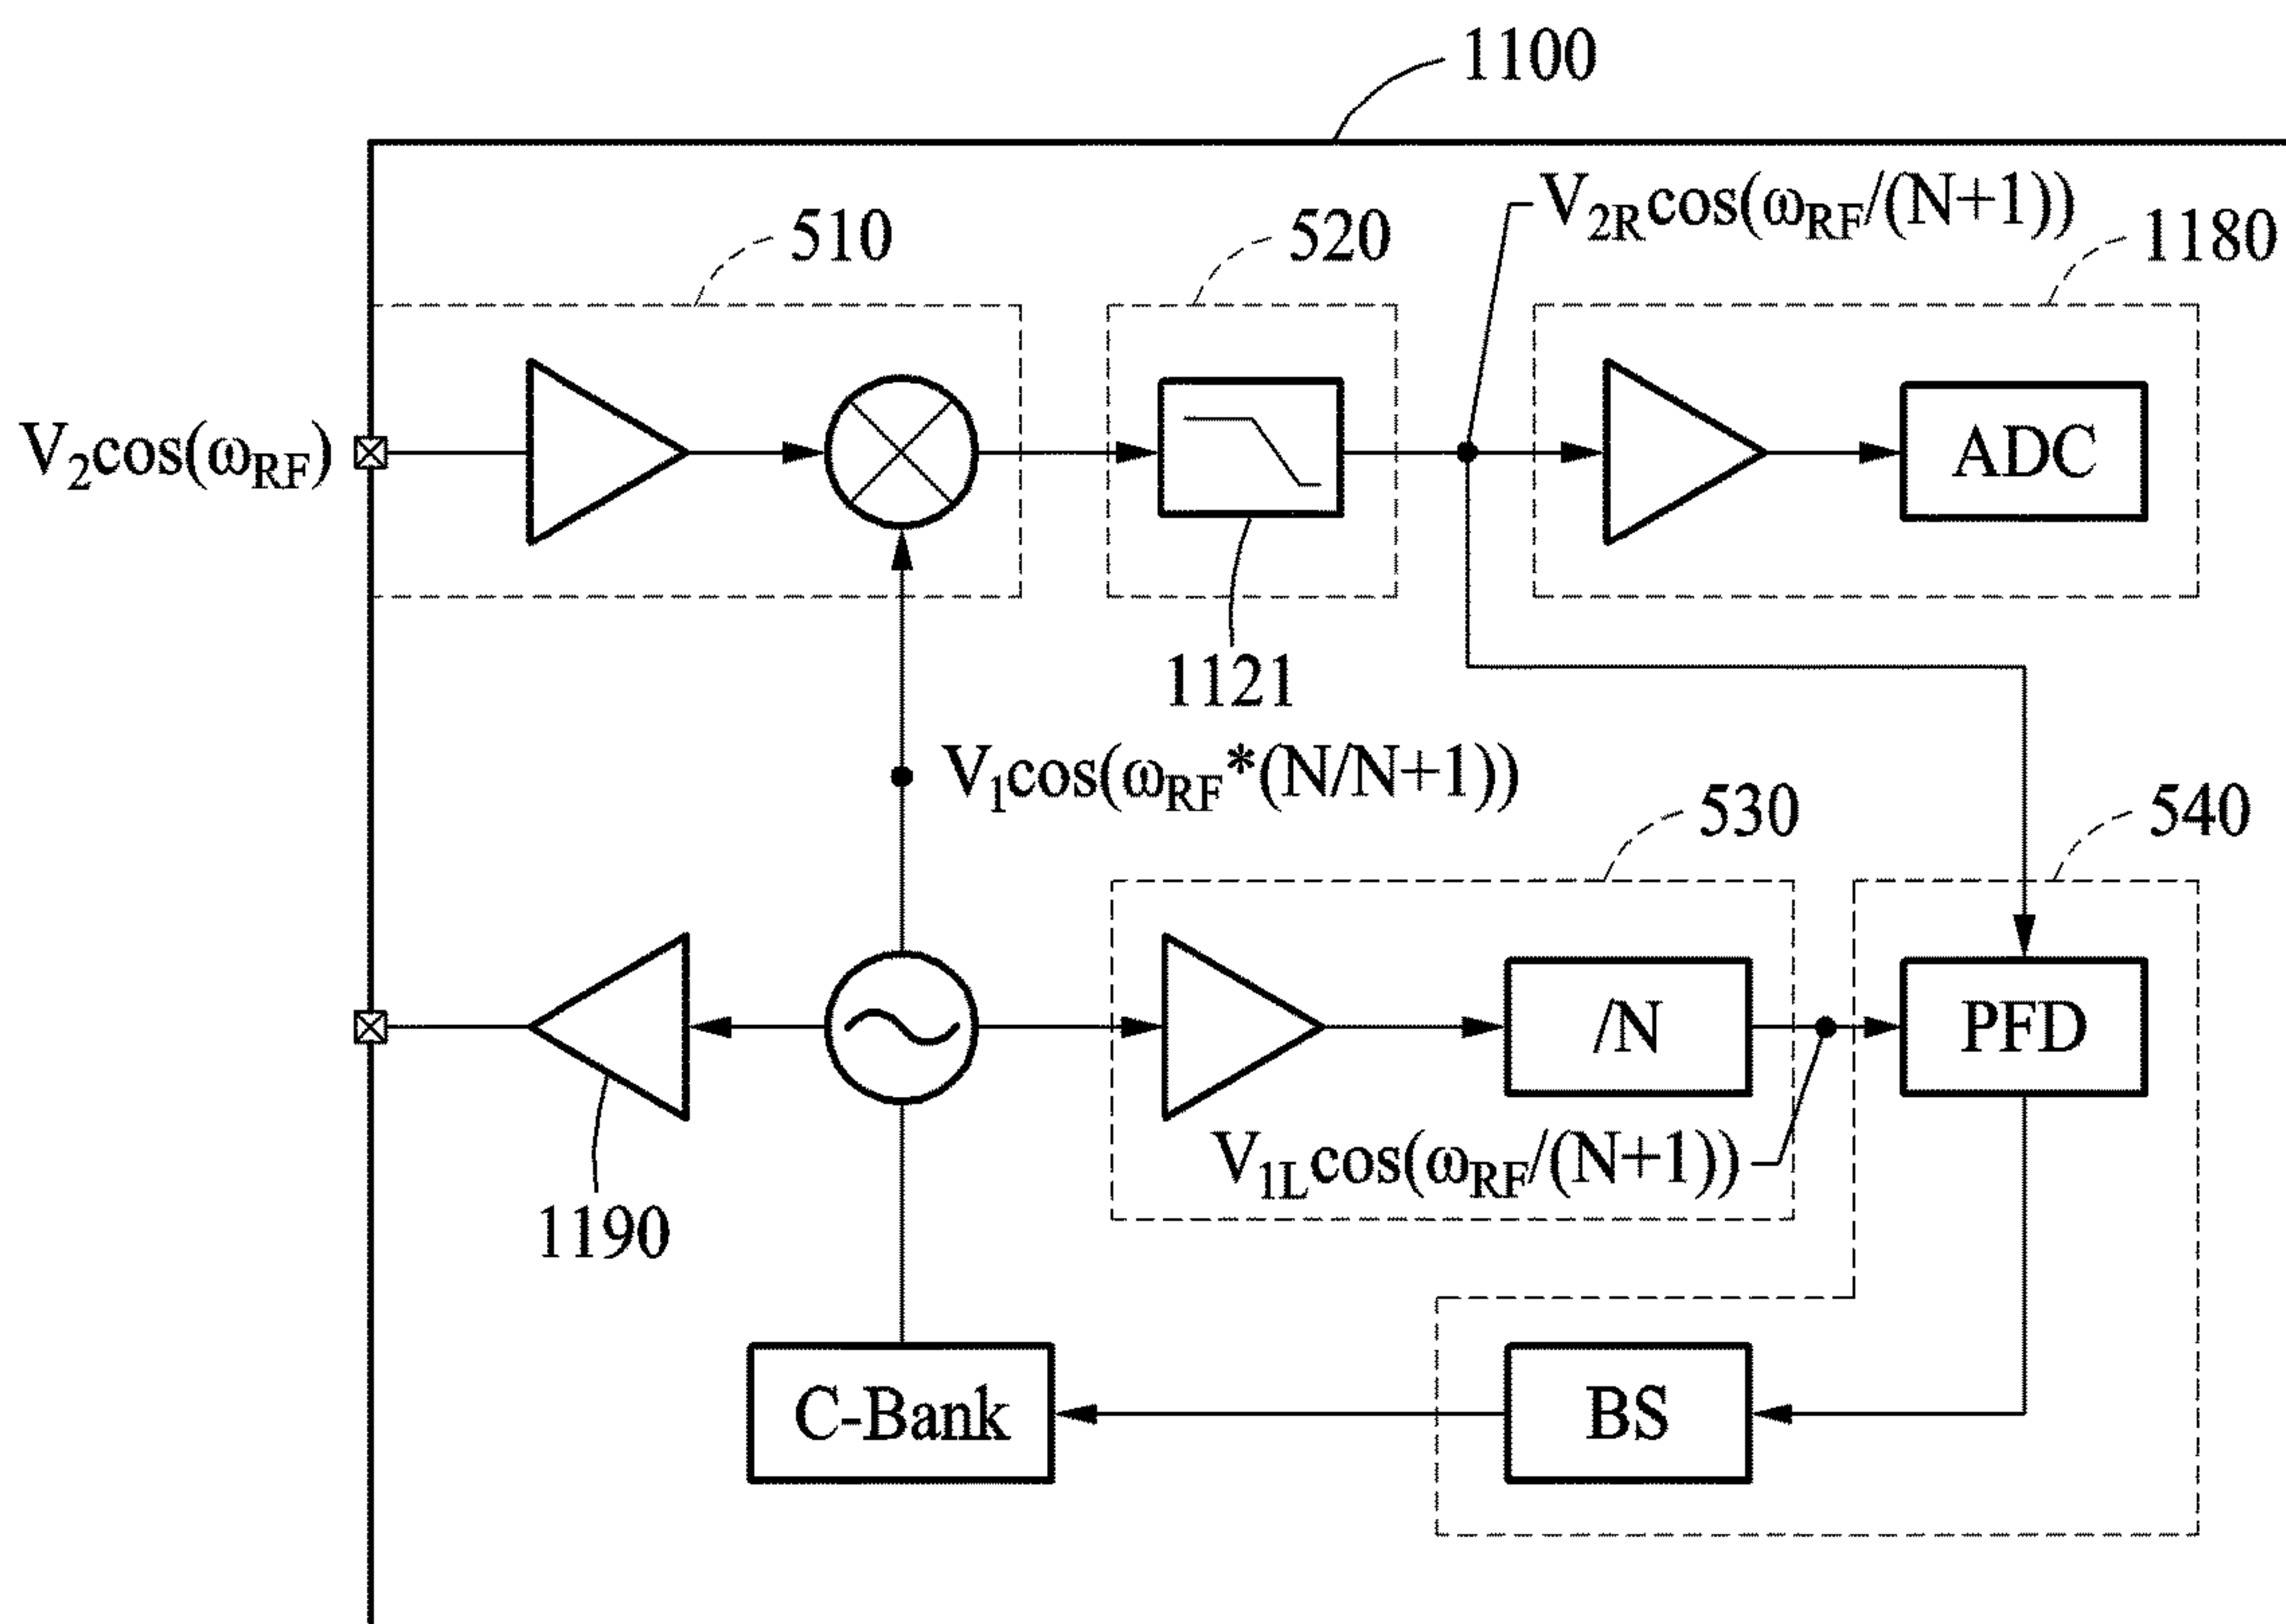 1100
V2Rcos(ωRF/(N+1))
510
520
1180
V2cos(ωRF)
ADC
1121
V1cos(ωRF*(N/N+1))
530
540
/N
PFD
V1Lcos(ωRF/(N+1))
1190
C-Bank
BS